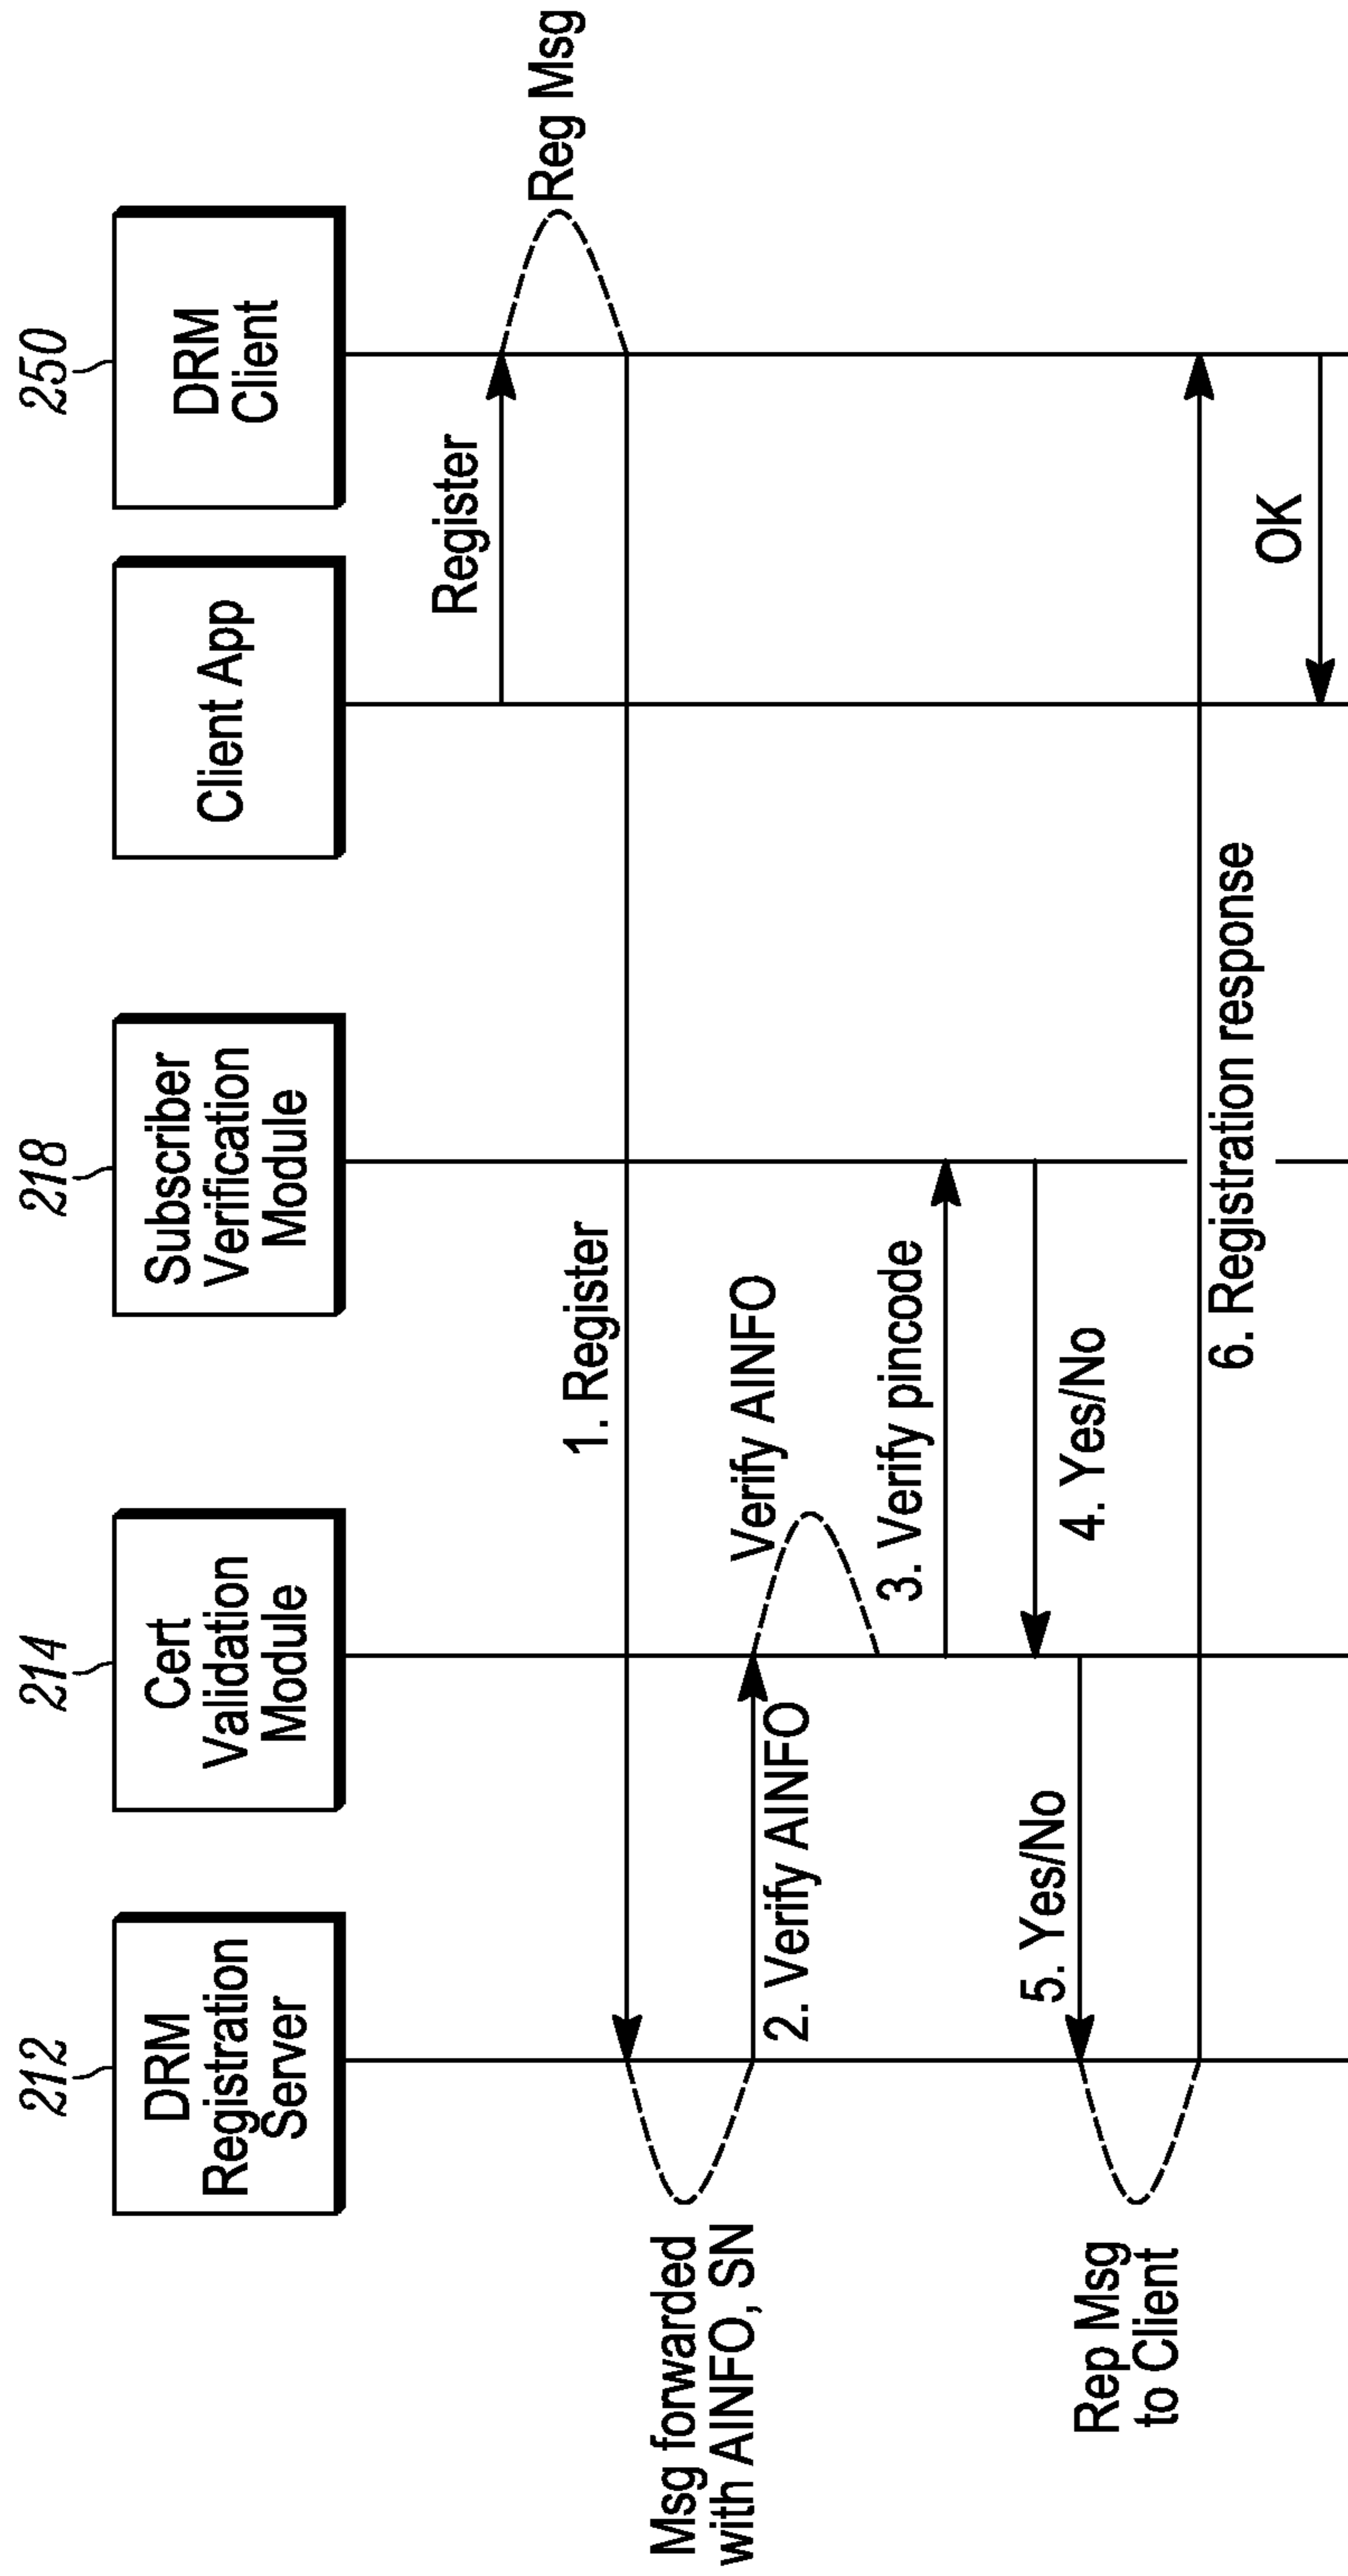 212
214
218
250
DRM
Registration
Server
Cert
Validation
Module
Subscriber
Verification
Module
Client App
DRM
Client
Register
Reg Msg
1. Register
Msg forwarded
with AINFO, SN
2. Verify AINFO
Verify AINFO
3. Verify pincode
4. Yes/No
5. Yes/No
Rep Msg
to Client
6. Registration response
OK